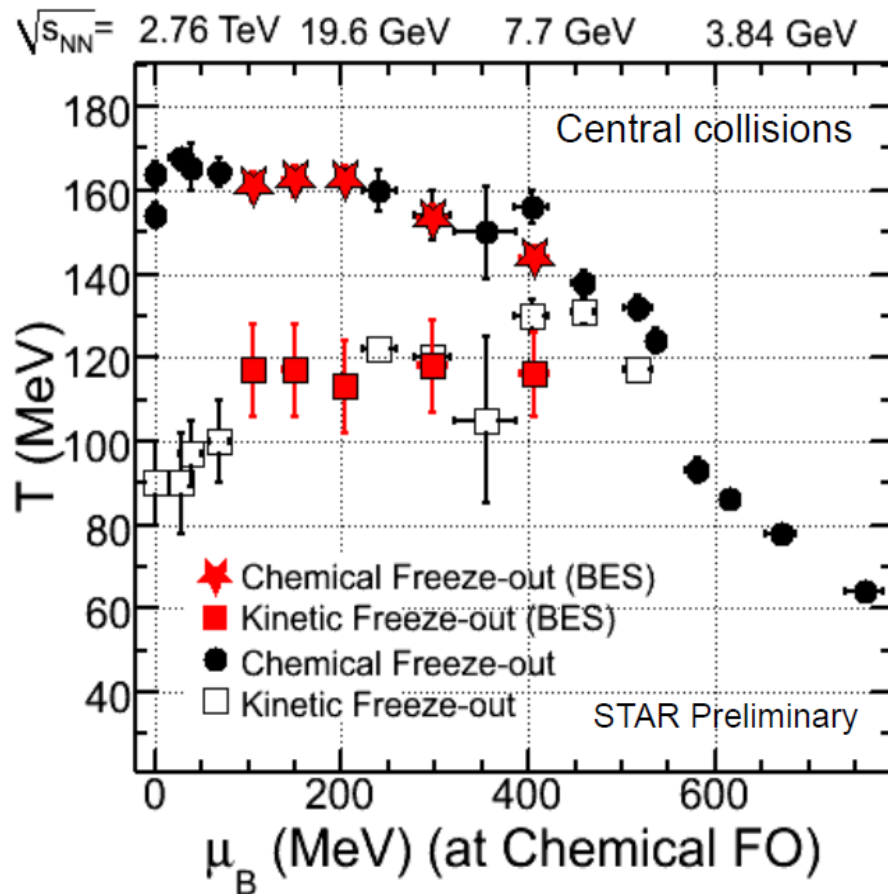 √s_NN= 2.76 TeV 19.6 GeV 7.7 GeV 3.84 GeV
Central collisions
180
160
140
120
100
80
60
40
T (MeV)
Chemical Freeze-out (BES)
Kinetic Freeze-out (BES)
Chemical Freeze-out
Kinetic Freeze-out
STAR Preliminary
0 200 400 600
μ_B (MeV) (at Chemical FO)